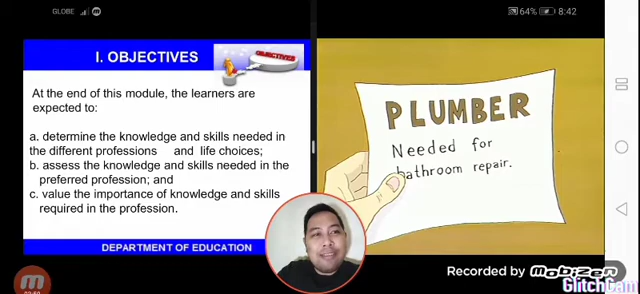 GLOBE
64%
8:42
I. OBJECTIVES
OBJECTIVES
At the end of this module, the learners are
expected to:
a. determine the knowledge and skills needed in
the different professions and life choices;
b. assess the knowledge and skills needed in the
preferred profession; and
c. value the importance of knowledge and skills
required in the profession.
DEPARTMENT OF EDUCATION
PLUMBER
Needed for
bathroom repair.
Recorded by
Mobizen
GlitchCam